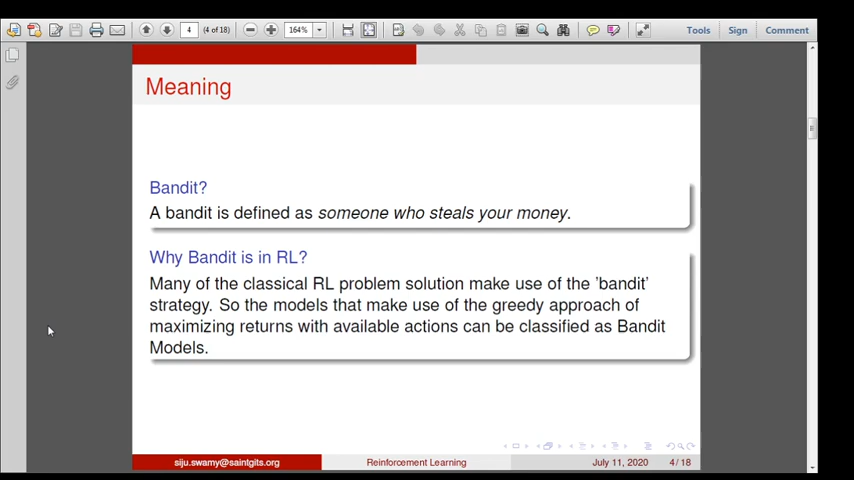 4 (4 of 18) 164% Tools Sign Comment
Meaning
Bandit?
A bandit is defined as someone who steals your money.
Why Bandit is in RL?
Many of the classical RL problem solution make use of the 'bandit'
strategy. So the models that make use of the greedy approach of
maximizing returns with available actions can be classified as Bandit
Models.
siju.swamy@saintgits.org Reinforcement Learning July 11, 2020 4/18